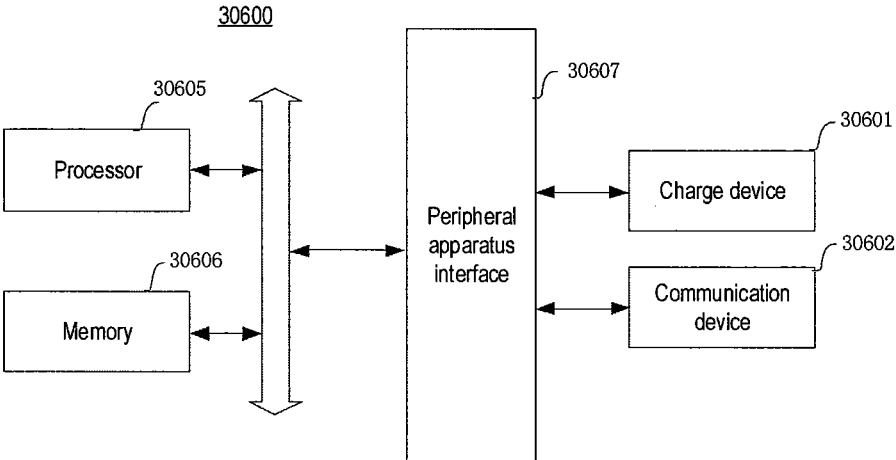 30600
30605
Processor
30606
Memory
30607
Peripheral
apparatus
interface
30601
Charge device
30602
Communication
device